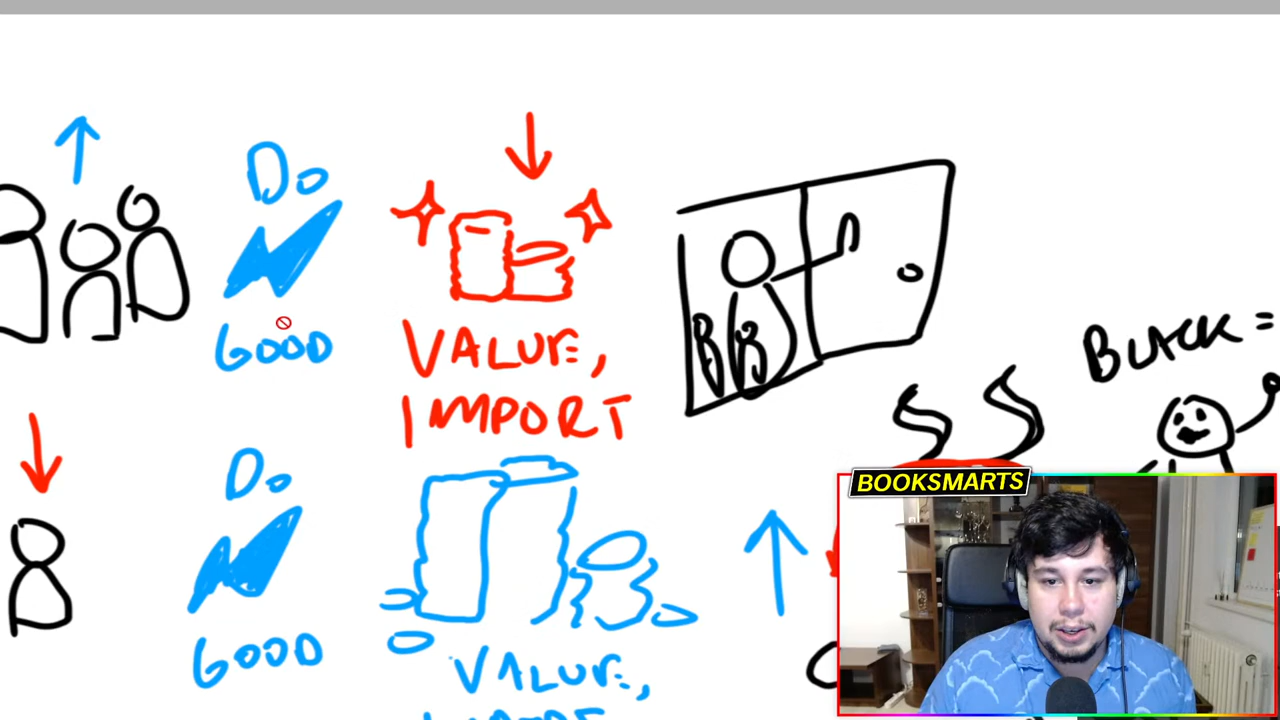 Do
GOOD
VALUE,
IMPORT
BLACK =
Do
GOOD
VALUE,
BOOKSMARTS